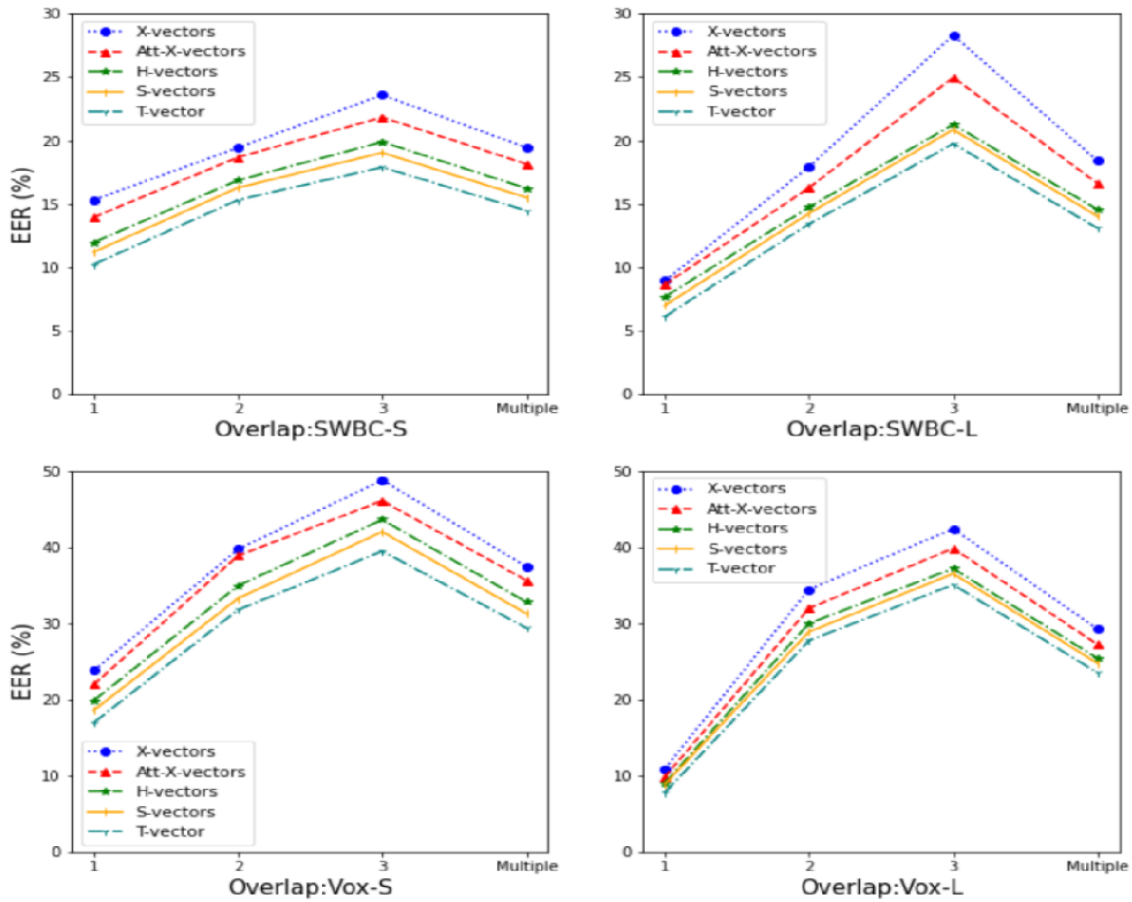 30
25
20
15
10
5
0
EER (%)
X-vectors
Att-X-vectors
H-vectors
S-vectors
T-vector
1 2 3 Multiple
Overlap:SWBC-S
30
25
20
15
10
5
0
X-vectors
Att-X-vectors
H-vectors
S-vectors
T-vector
1 2 3 Multiple
Overlap:SWBC-L
50
40
30
20
10
0
EER (%)
X-vectors
Att-X-vectors
H-vectors
S-vectors
T-vector
1 2 3 Multiple
Overlap:Vox-S
50
40
30
20
10
0
X-vectors
Att-X-vectors
H-vectors
S-vectors
T-vector
1 2 3 Multiple
Overlap:Vox-L